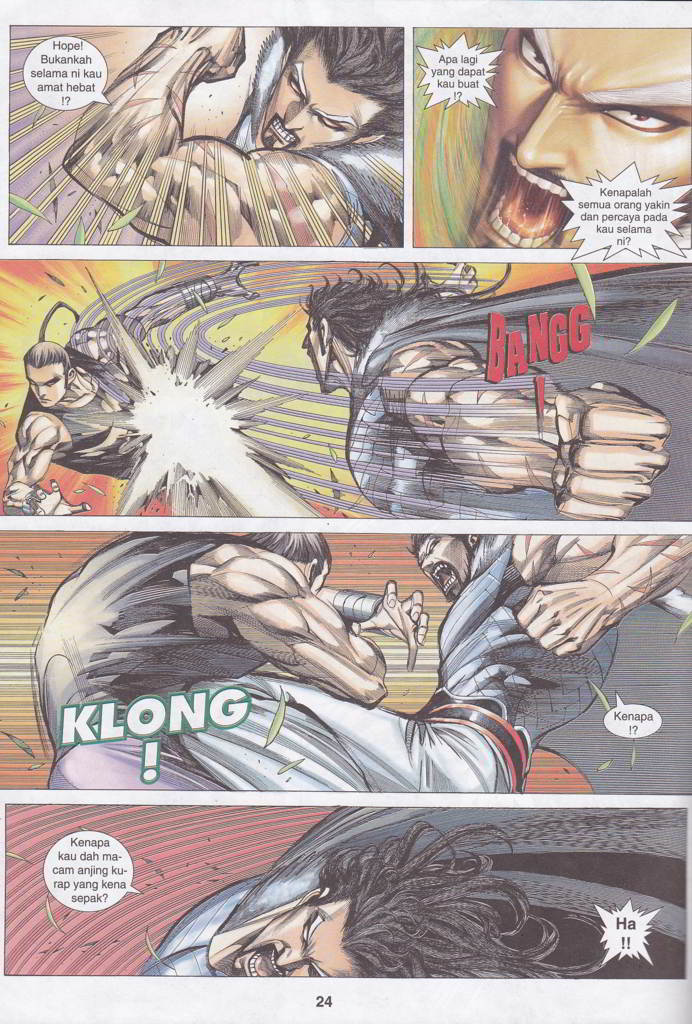 Hope!
Bukankah
selama ni kau
amat hebat
!?
Apa lagi
yang dapat
kau buat
!?
Kenapalah
semua orang yakin
dan percaya pada
kau selama
ni?
BANGG
!
KLONG
!
Kenapa
!?
Kenapa
kau dah ma-
cam anjing ku-
rap yang kena
sepak?
Ha
!!
24